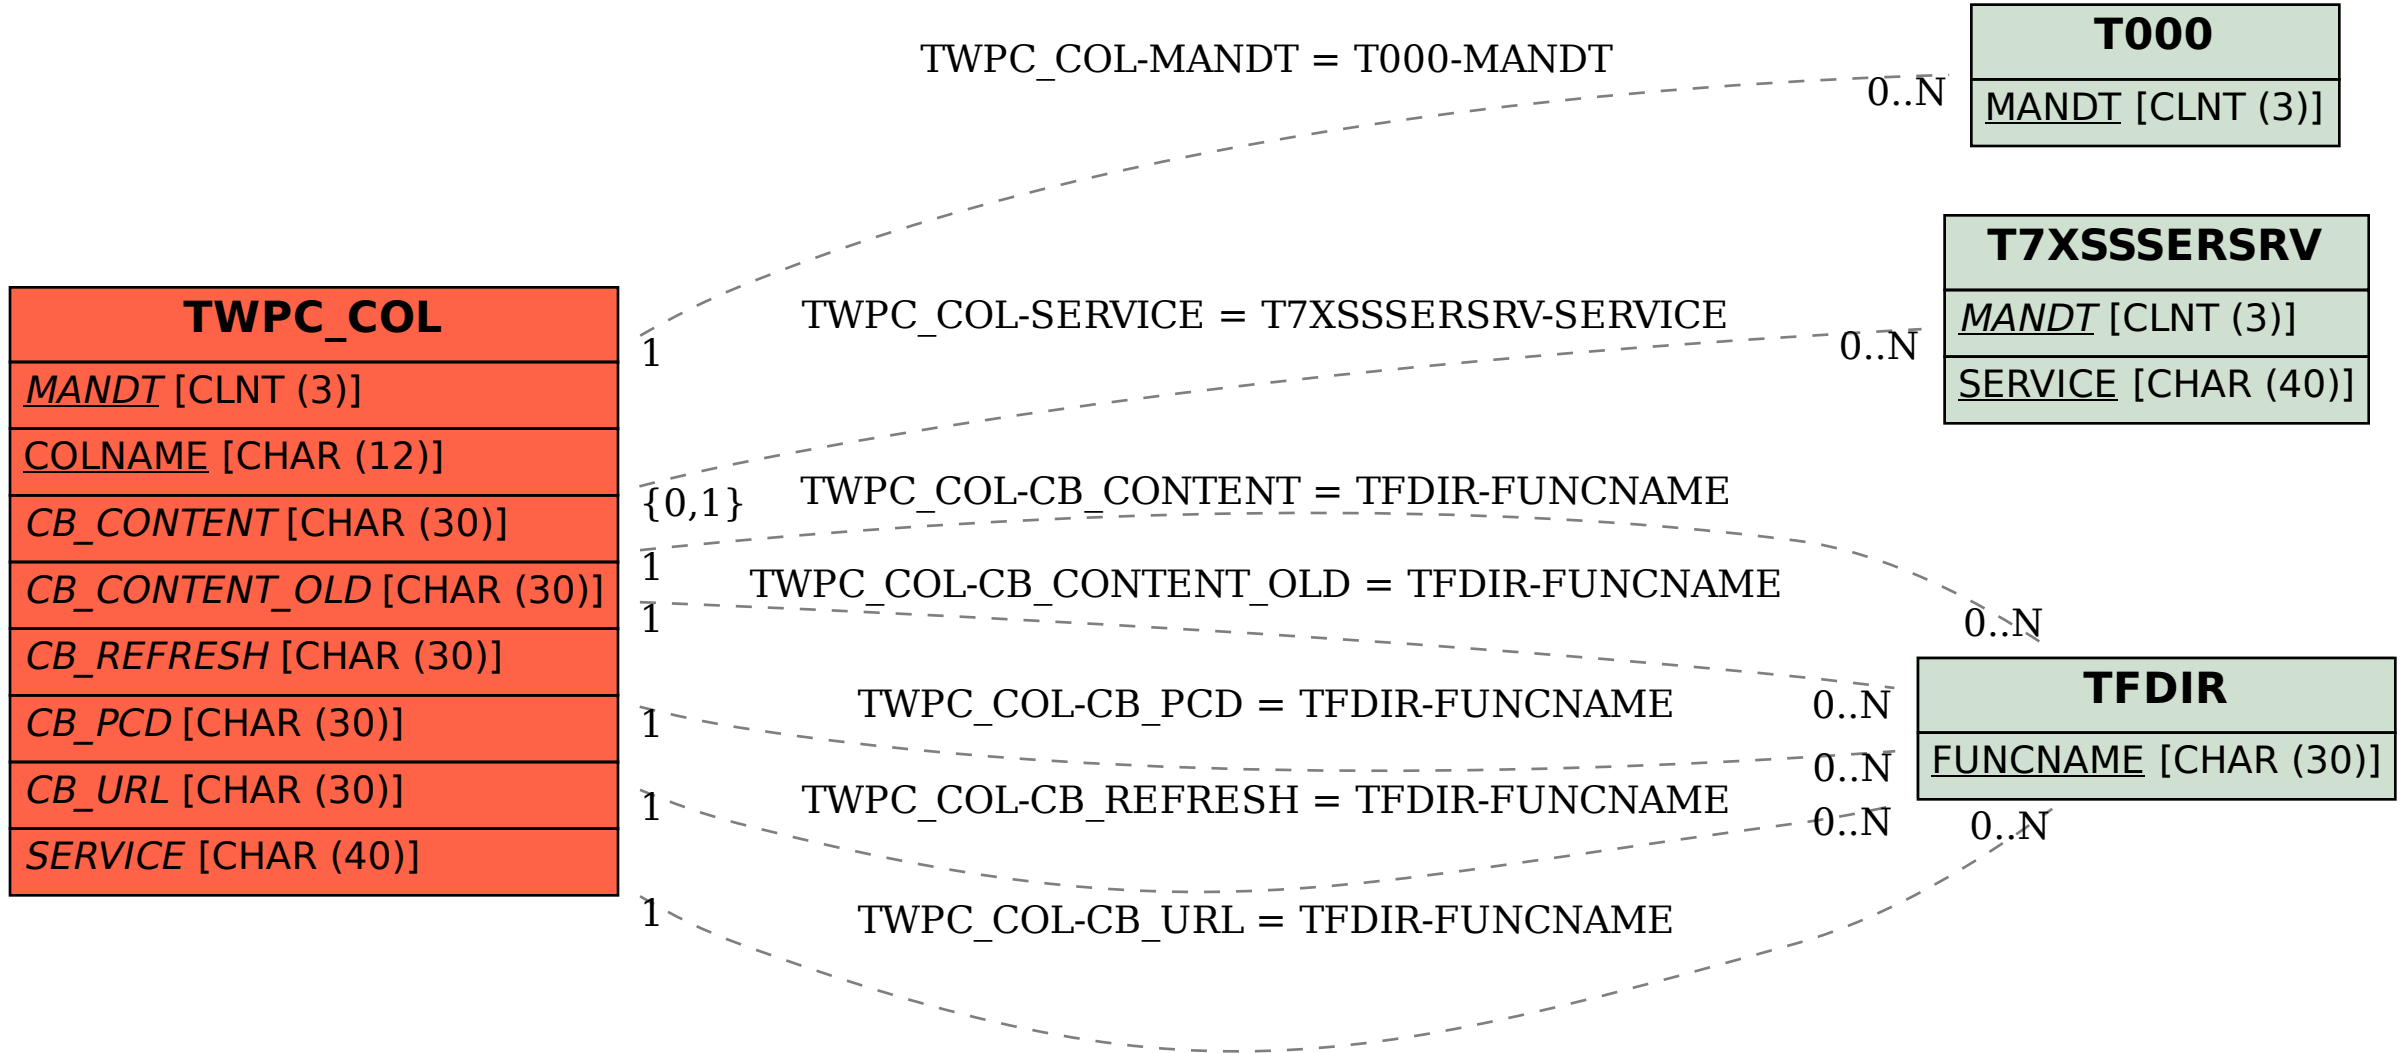 TWPC_COL
MANDT [CLNT (3)]
COLNAME [CHAR (12)]
CB_CONTENT [CHAR (30)]
CB_CONTENT_OLD [CHAR (30)]
CB_REFRESH [CHAR (30)]
CB_PCD [CHAR (30)]
CB_URL [CHAR (30)]
SERVICE [CHAR (40)]
TWPC_COL-MANDT = T000-MANDT
1
0..N
TWPC_COL-SERVICE = T7XSSSERSRV-SERVICE
{0,1}
0..N
TWPC_COL-CB_CONTENT = TFDIR-FUNCNAME
1
0..N
TWPC_COL-CB_CONTENT_OLD = TFDIR-FUNCNAME
1
0..N
TWPC_COL-CB_PCD = TFDIR-FUNCNAME
1
0..N
TWPC_COL-CB_REFRESH = TFDIR-FUNCNAME
1
0..N
TWPC_COL-CB_URL = TFDIR-FUNCNAME
1
0..N
T000
MANDT [CLNT (3)]
T7XSSSERSRV
MANDT [CLNT (3)]
SERVICE [CHAR (40)]
TFDIR
FUNCNAME [CHAR (30)]